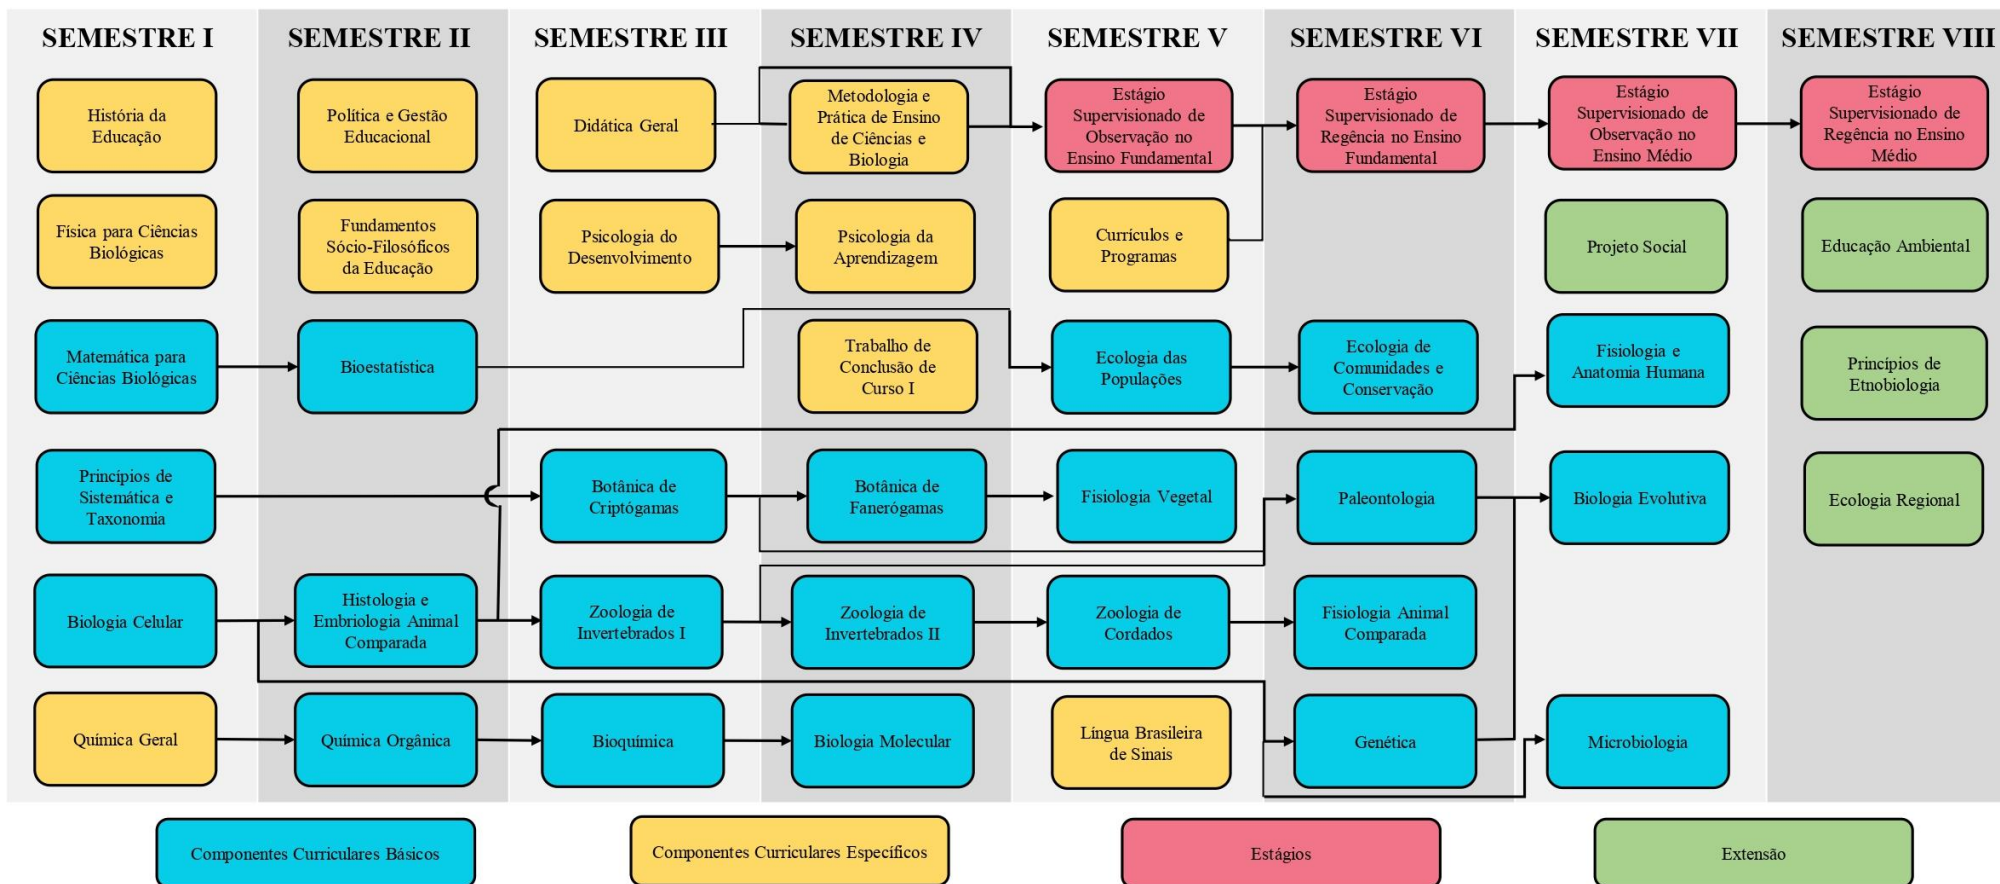 SEMESTRE I
SEMESTRE II
SEMESTRE III
SEMESTRE IV
SEMESTRE V
SEMESTRE VI
SEMESTRE VII
SEMESTRE VIII
História da
Educação
Política e Gestão
Educacional
Didática Geral
Metodologia e
Prática de Ensino
de Ciências e
Biologia
Estágio
Supervisionado de
Observação no
Ensino Fundamental
Estágio
Supervisionado de
Regência no Ensino
Fundamental
Estágio
Supervisionado de
Observação no
Ensino Médio
Estágio
Supervisionado de
Regência no Ensino
Médio
Física para Ciências
Biológicas
Fundamentos
Sócio-Filosóficos
da Educação
Psicologia do
Desenvolvimento
Psicologia da
Aprendizagem
Currículos e
Programas
Projeto Social
Educação Ambiental
Matemática para
Ciências Biológicas
Bioestatística
Trabalho de
Conclusão de
Curso I
Ecologia das
Populações
Ecologia de
Comunidades e
Conservação
Fisiologia e
Anatomia Humana
Princípios de
Etnobiologia
Princípios de
Sistemática e
Taxonomia
Botânica de
Criptógamas
Botânica de
Fanerógamas
Fisiologia Vegetal
Paleontologia
Biologia Evolutiva
Ecologia Regional
Biologia Celular
Histologia e
Embriologia Animal
Comparada
Zoologia de
Invertebrados I
Zoologia de
Invertebrados II
Zoologia de
Cordados
Fisiologia Animal
Comparada
Química Geral
Química Orgânica
Bioquímica
Biologia Molecular
Língua Brasileira
de Sinais
Genética
Microbiologia
Componentes Curriculares Básicos
Componentes Curriculares Específicos
Estágios
Extensão